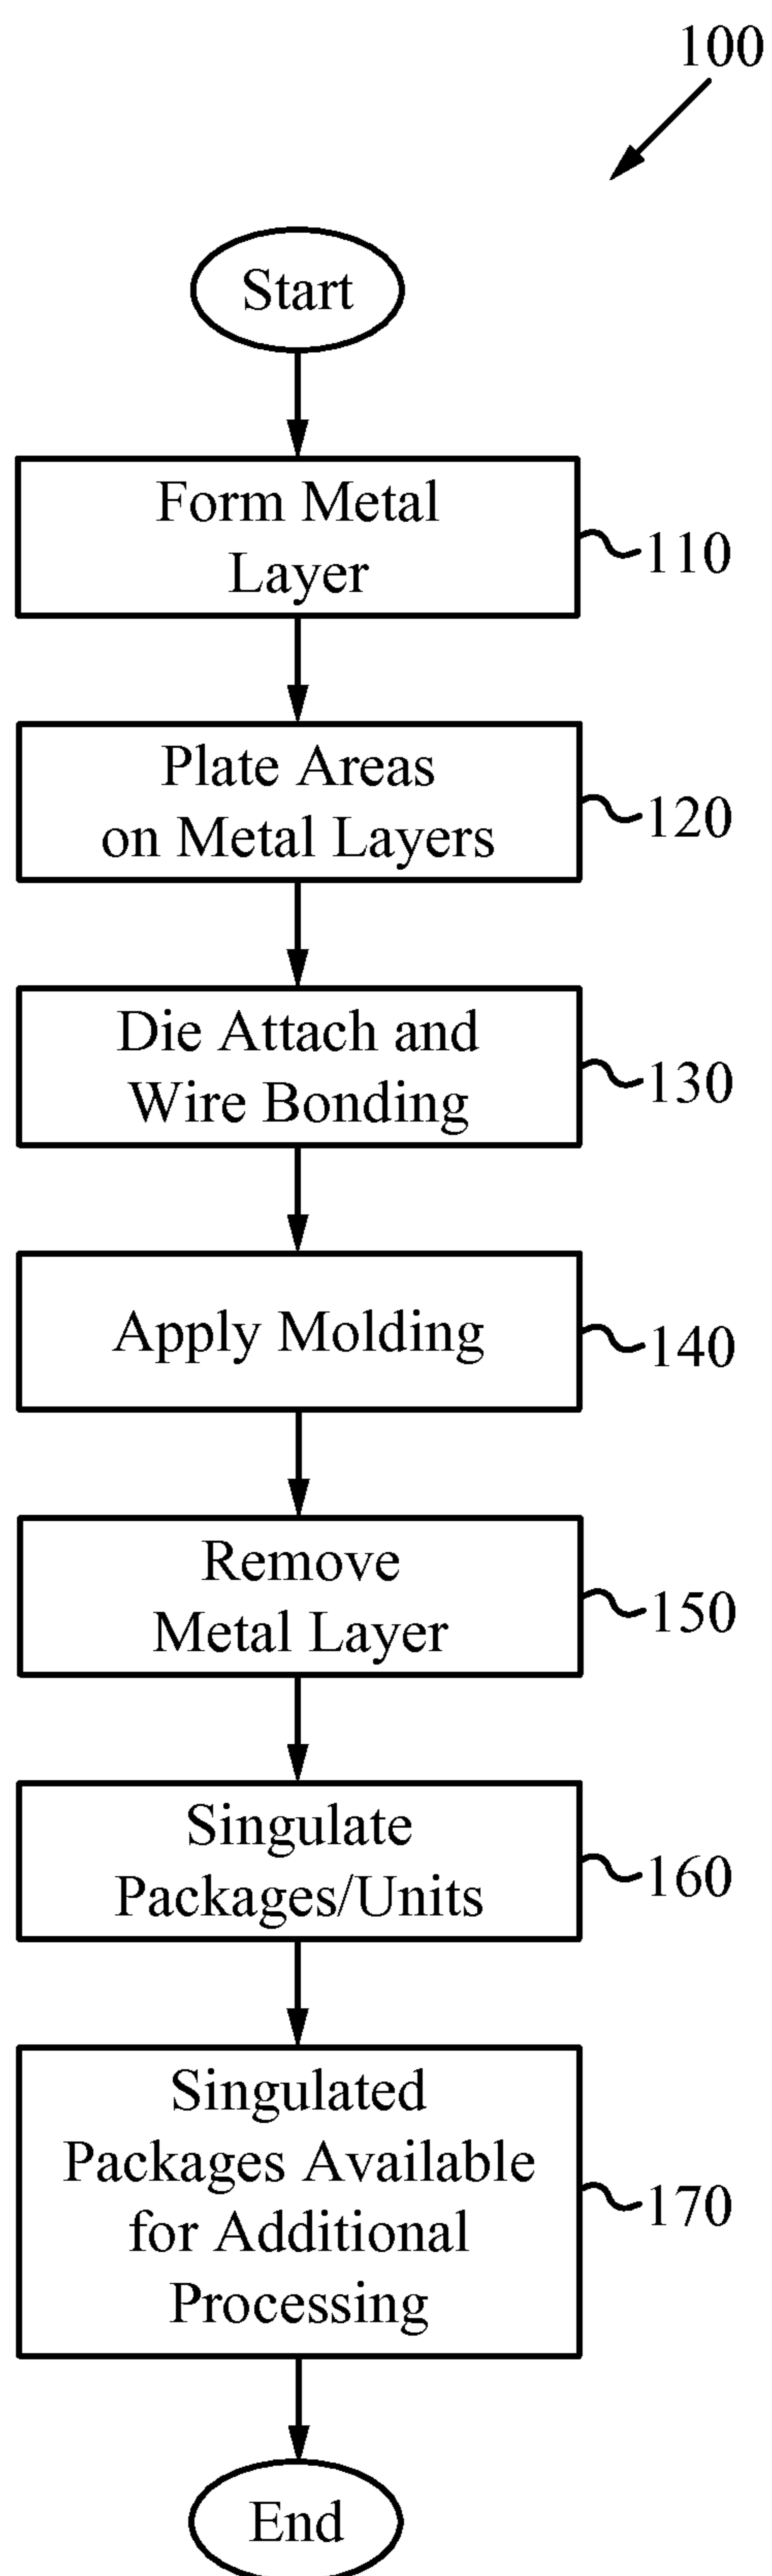 100
Start
Form Metal
Layer
110
Plate Areas
on Metal Layers
120
Die Attach and
Wire Bonding
130
Apply Molding
140
Remove
Metal Layer
150
Singulate
Packages/Units
160
Singulated
Packages Available
for Additional
Processing
170
End